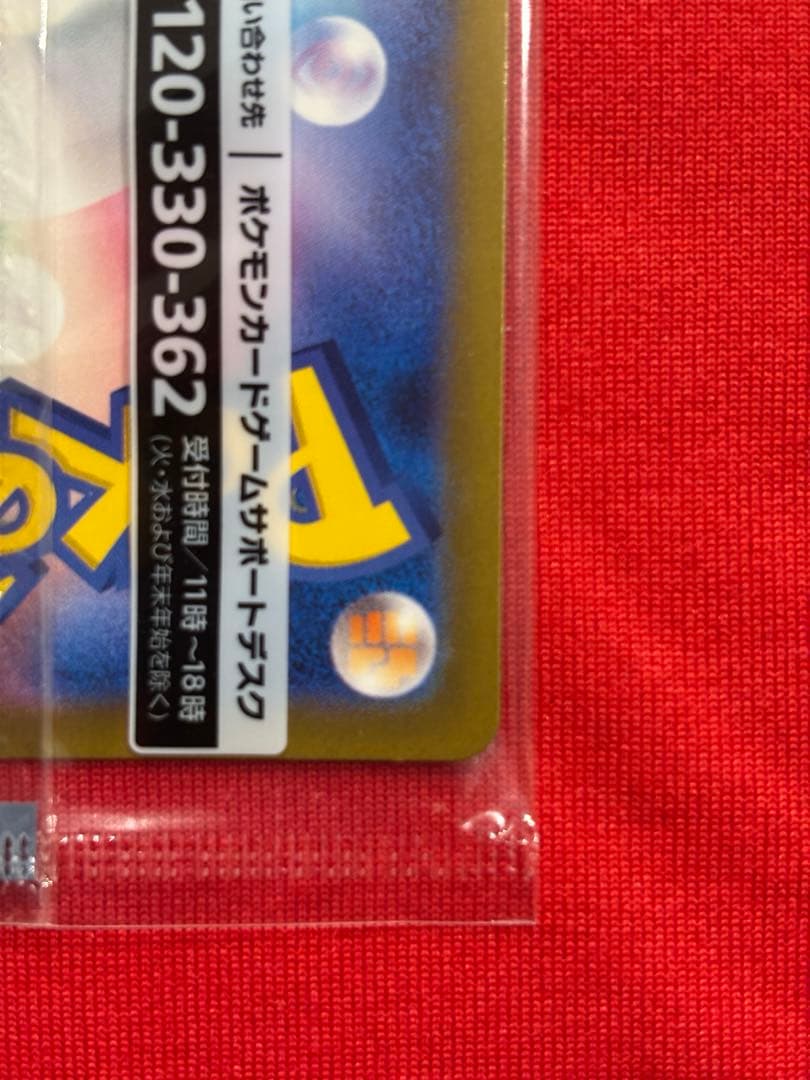 い合わせ先 | ポケモンカードゲームサポートデスク
120-330-362 受付時間／11時～18時
(火・水および年末年始を除く)